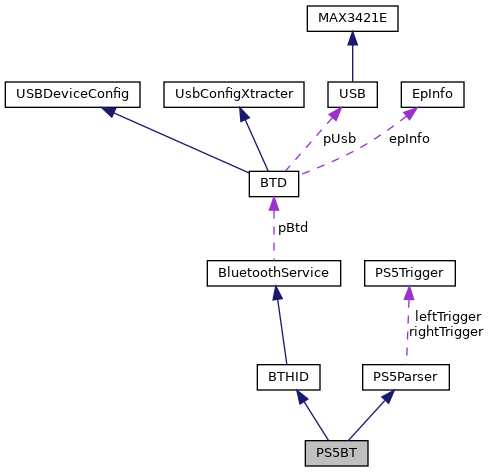 MAX3421E
USBDeviceConfig
UsbConfigXtracter
USB
EpInfo
pUsb
epInfo
BTD
pBtd
BluetoothService
PS5Trigger
leftTrigger
rightTrigger
BTHID
PS5Parser
PS5BT